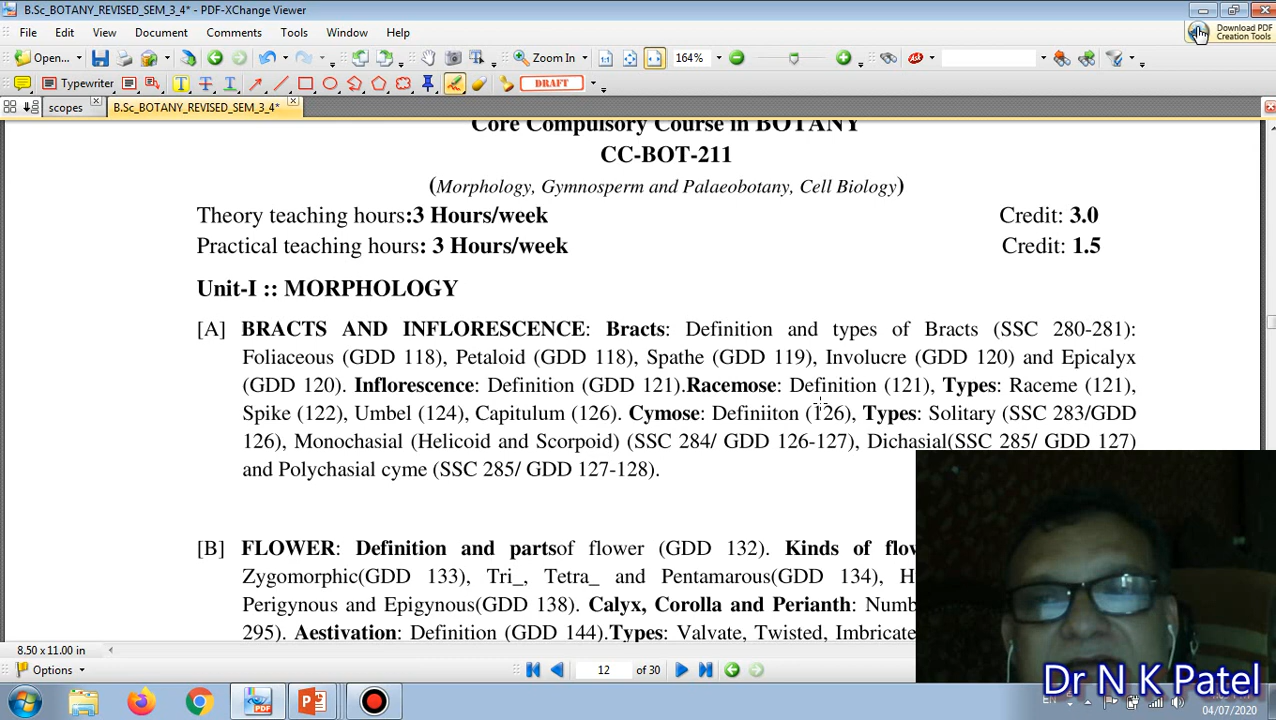 B.Sc_BOTANY_REVISED_SEM_3_4* - PDF-XChange Viewer
File Edit View Document Comments Tools Window Help
Download PDF
Creation Tools
Open... Zoom In 164%
Typewriter DRAFT
scopes B.Sc_BOTANY_REVISED_SEM_3_4*
Core Compulsory Course in BOTANY
CC-BOT-211
(Morphology, Gymnosperm and Palaeobotany, Cell Biology)
Theory teaching hours:3 Hours/week Credit: 3.0
Practical teaching hours: 3 Hours/week Credit: 1.5
Unit-I :: MORPHOLOGY
[A] BRACTS AND INFLORESCENCE: Bracts: Definition and types of Bracts (SSC 280-281):
Foliaceous (GDD 118), Petaloid (GDD 118), Spathe (GDD 119), Involucre (GDD 120) and Epicalyx
(GDD 120). Inflorescence: Definition (GDD 121).Racemose: Definition (121), Types: Raceme (121),
Spike (122), Umbel (124), Capitulum (126). Cymose: Definiiton (126), Types: Solitary (SSC 283/GDD
126), Monochasial (Helicoid and Scorpoid) (SSC 284/ GDD 126-127), Dichasial(SSC 285/ GDD 127)
and Polychasial cyme (SSC 285/ GDD 127-128).
[B] FLOWER: Definition and partsof flower (GDD 132). Kinds of
Zygomorphic(GDD 133), Tri_, Tetra_ and Pentamarous(GDD 134),
Perigynous and Epigynous(GDD 138). Calyx, Corolla and Perianth:
295). Aestivation: Definition (GDD 144).Types: Valvate, Twisted,
8.50 x 11.00 in
Options 12 of 30
Dr N K Patel
EN
04/07/2020